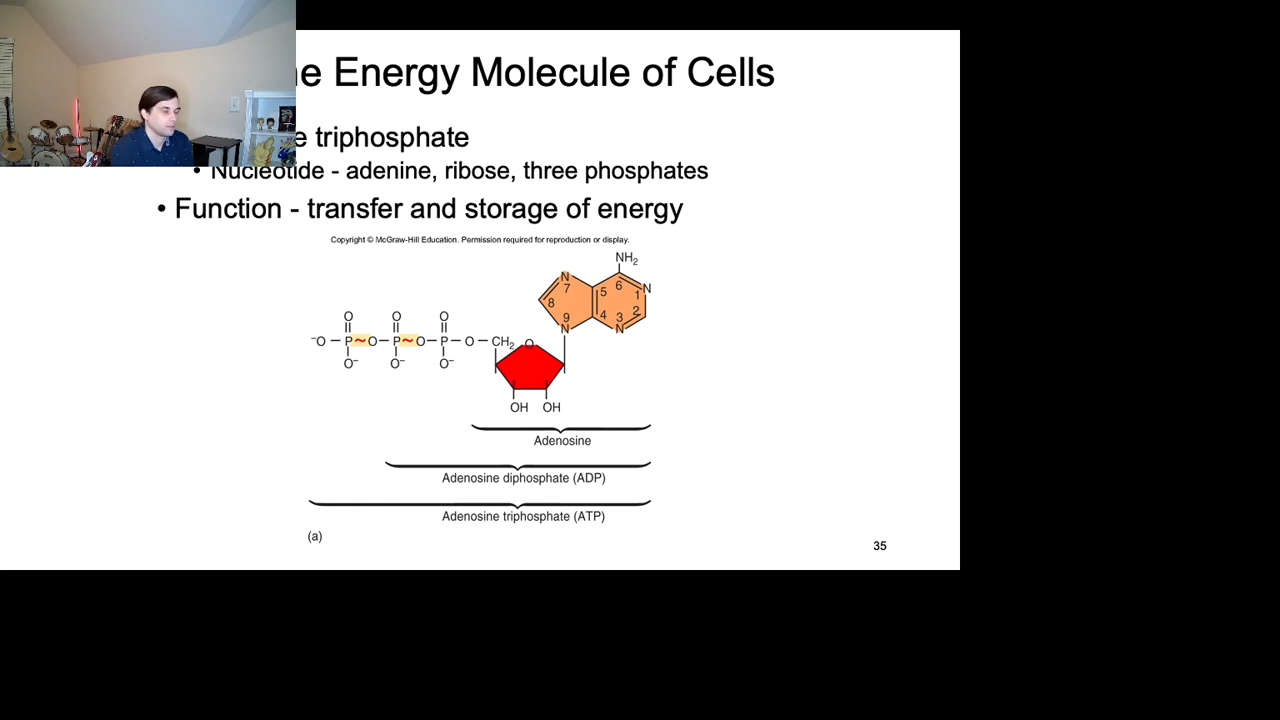 e Energy Molecule of Cells
e triphosphate
• Nucleotide - adenine, ribose, three phosphates
• Function - transfer and storage of energy
Copyright © McGraw-Hill Education. Permission required for reproduction or display.
NH₂
N
7
5
6
1
N
8
9
4
3
2
N
N
O
O
O
⁻O – P ~ O – P ~ O – P – O – CH₂
O
O⁻
O⁻
O⁻
OH
OH
Adenosine
Adenosine diphosphate (ADP)
Adenosine triphosphate (ATP)
(a)
35